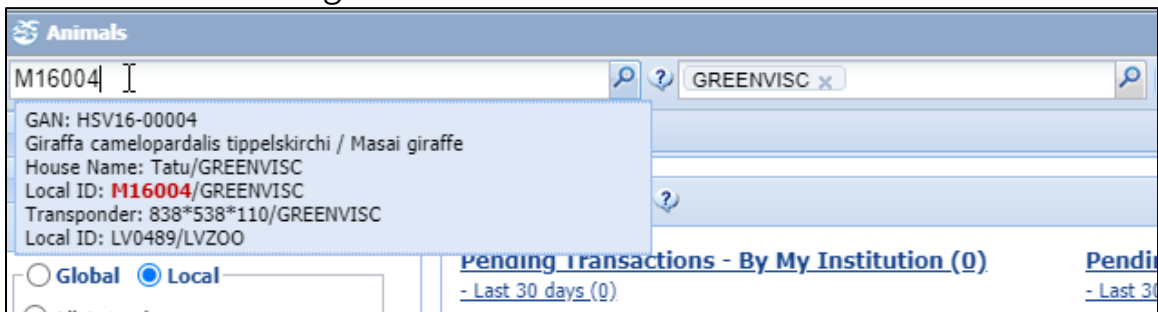 Animals
M16004
GREENVISC x
GAN: HSV16-00004
Giraffa camelopardalis tippelskirchi / Masai giraffe
House Name: Tatu/GREENVISC
Local ID: M16004/GREENVISC
Transponder: 838*538*110/GREENVISC
Local ID: LV0489/LVZOO
Global Local
Pending Transactions - By My Institution (0)
- Last 30 days (0)
Pendin
- Last 30